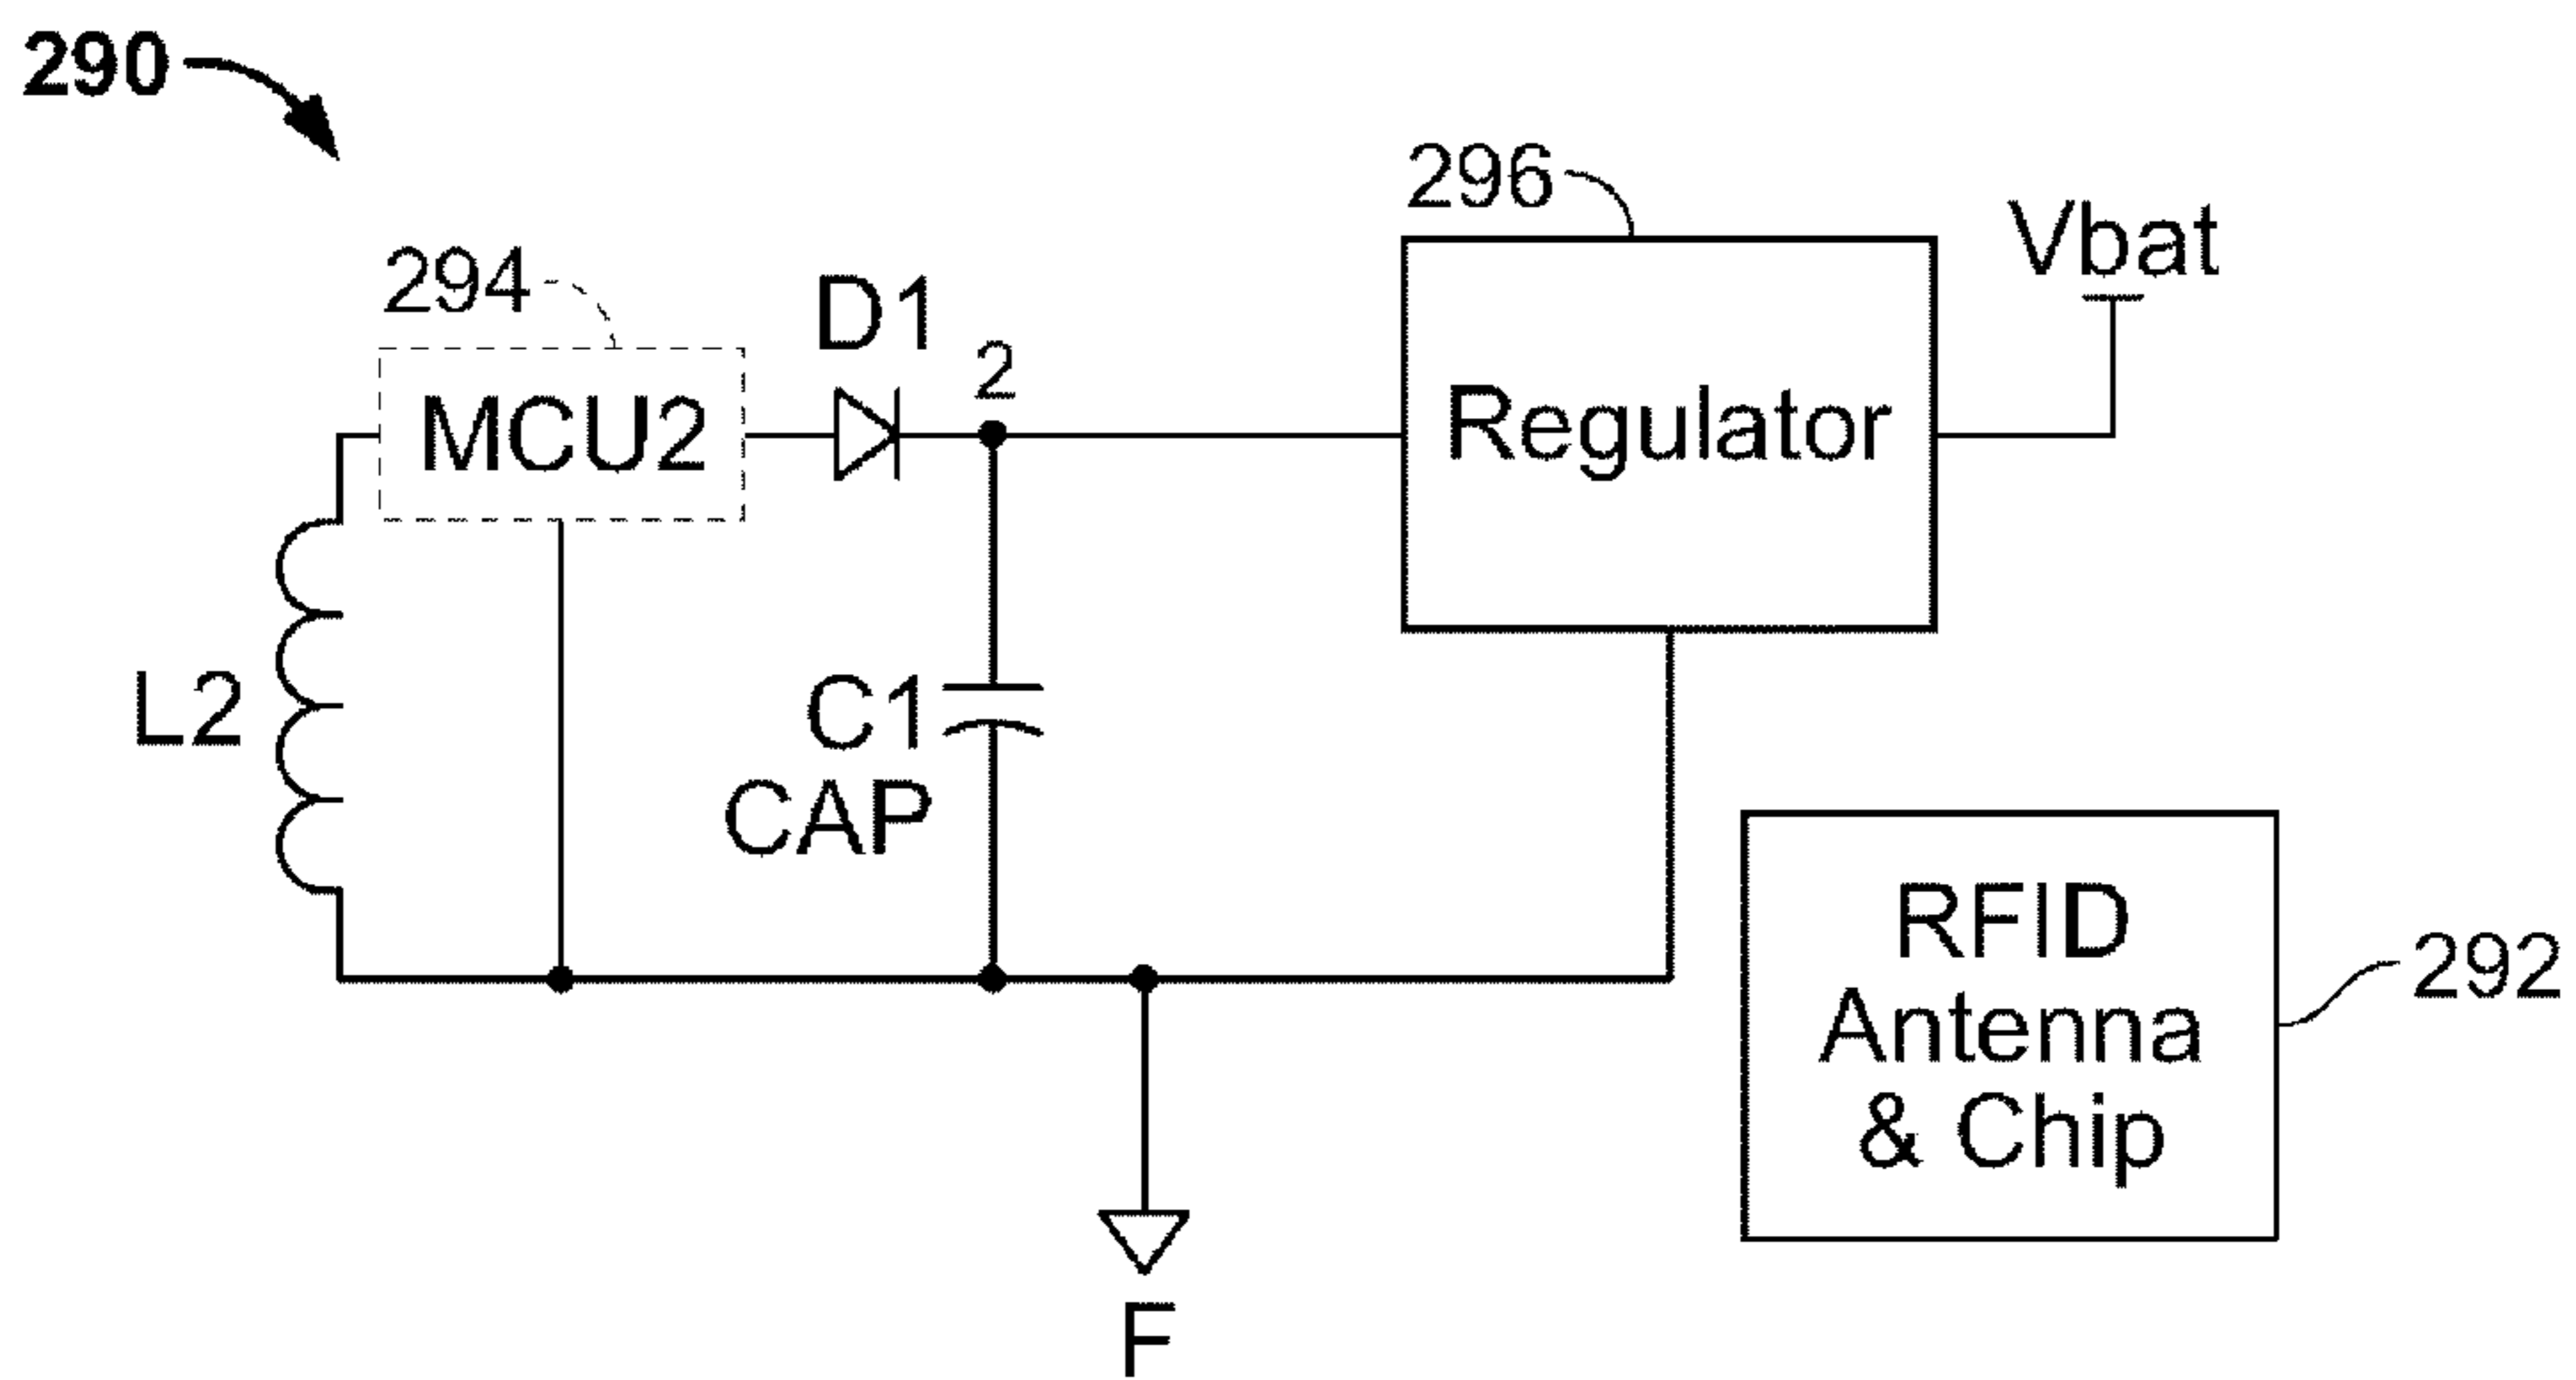 290
296
Vbat
294
D1
2
MCU2
Regulator
L2
C1
CAP
RFID
Antenna
& Chip
292
F